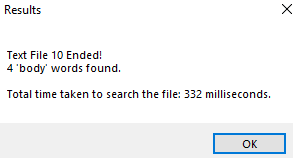 Results
Text File 10 Ended!
4 'body' words found.
Total time taken to search the file: 332 milliseconds.
OK